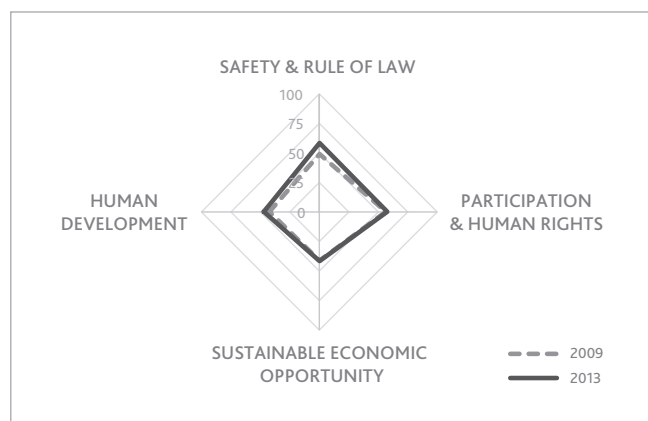 SAFETY & RULE OF LAW
100
75
50
25
0
HUMAN
DEVELOPMENT
PARTICIPATION
& HUMAN RIGHTS
SUSTAINABLE ECONOMIC
OPPORTUNITY
2009
2013